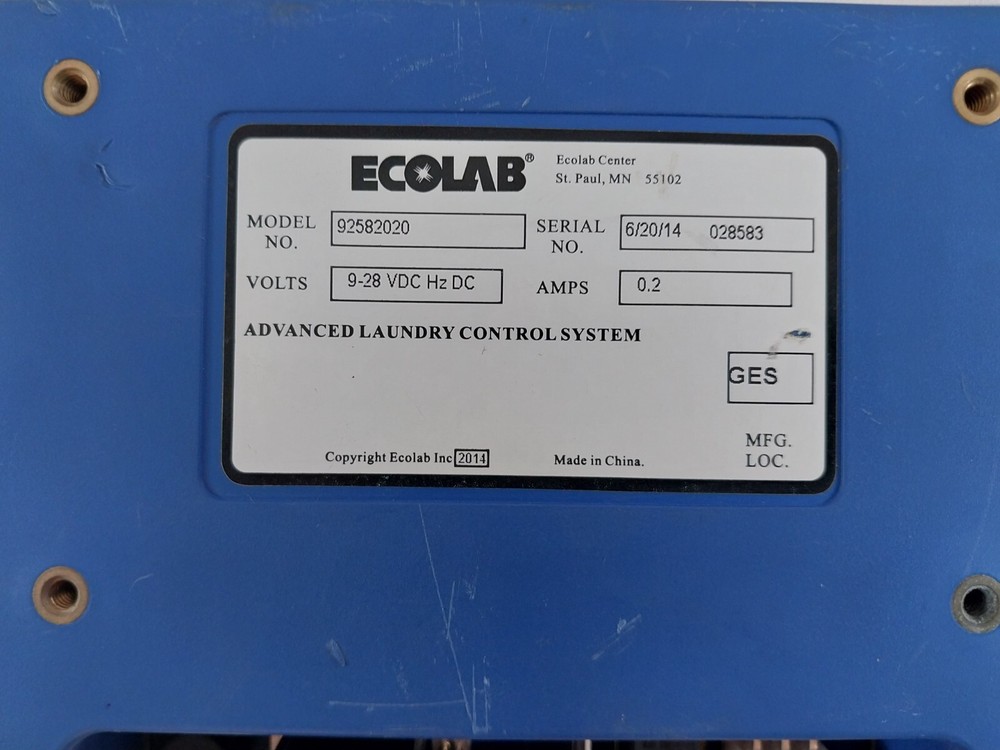 ECOLAB® Ecolab Center
St. Paul, MN 55102
MODEL NO. 92582020 SERIAL NO. 6/20/14 028583
VOLTS 9-28 VDC Hz DC AMPS 0.2
ADVANCED LAUNDRY CONTROL SYSTEM
GES
MFG.
LOC.
Copyright Ecolab Inc 2014 Made in China.